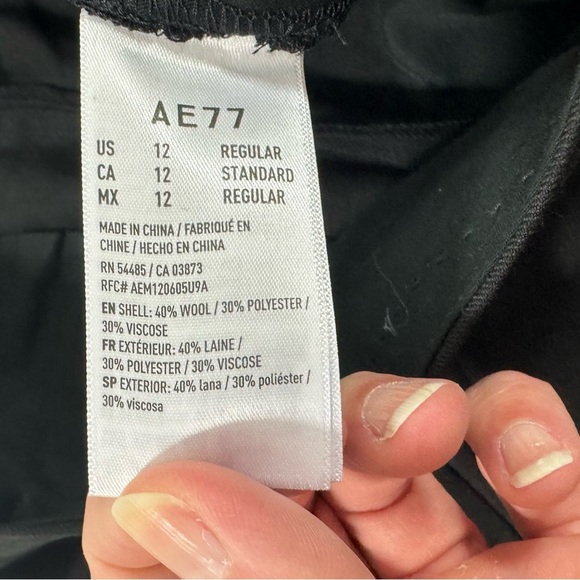 AE77
US 12 REGULAR
CA 12 STANDARD
MX 12 REGULAR
MADE IN CHINA / FABRIQUÉ EN
CHINE / HECHO EN CHINA
RN 54485 / CA 03873
RFC# AEM120605U9A
EN SHELL: 40% WOOL / 30% POLYESTER /
30% VISCOSE
FR EXTÉRIEUR: 40% LAINE /
30% POLYESTER / 30% VISCOSE
SP EXTERIOR: 40% lana / 30% poliéster /
30% viscosa